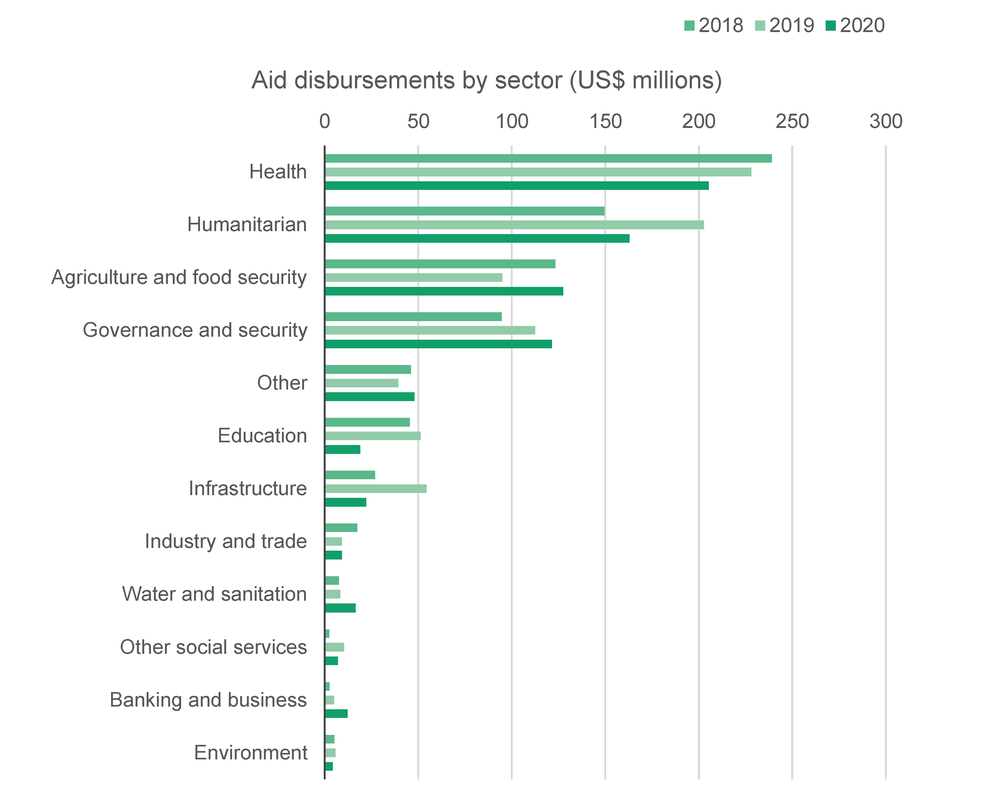 2018 2019 2020
Aid disbursements by sector (US$ millions)
0 50 100 150 200 250 300
Health
Humanitarian
Agriculture and food security
Governance and security
Other
Education
Infrastructure
Industry and trade
Water and sanitation
Other social services
Banking and business
Environment